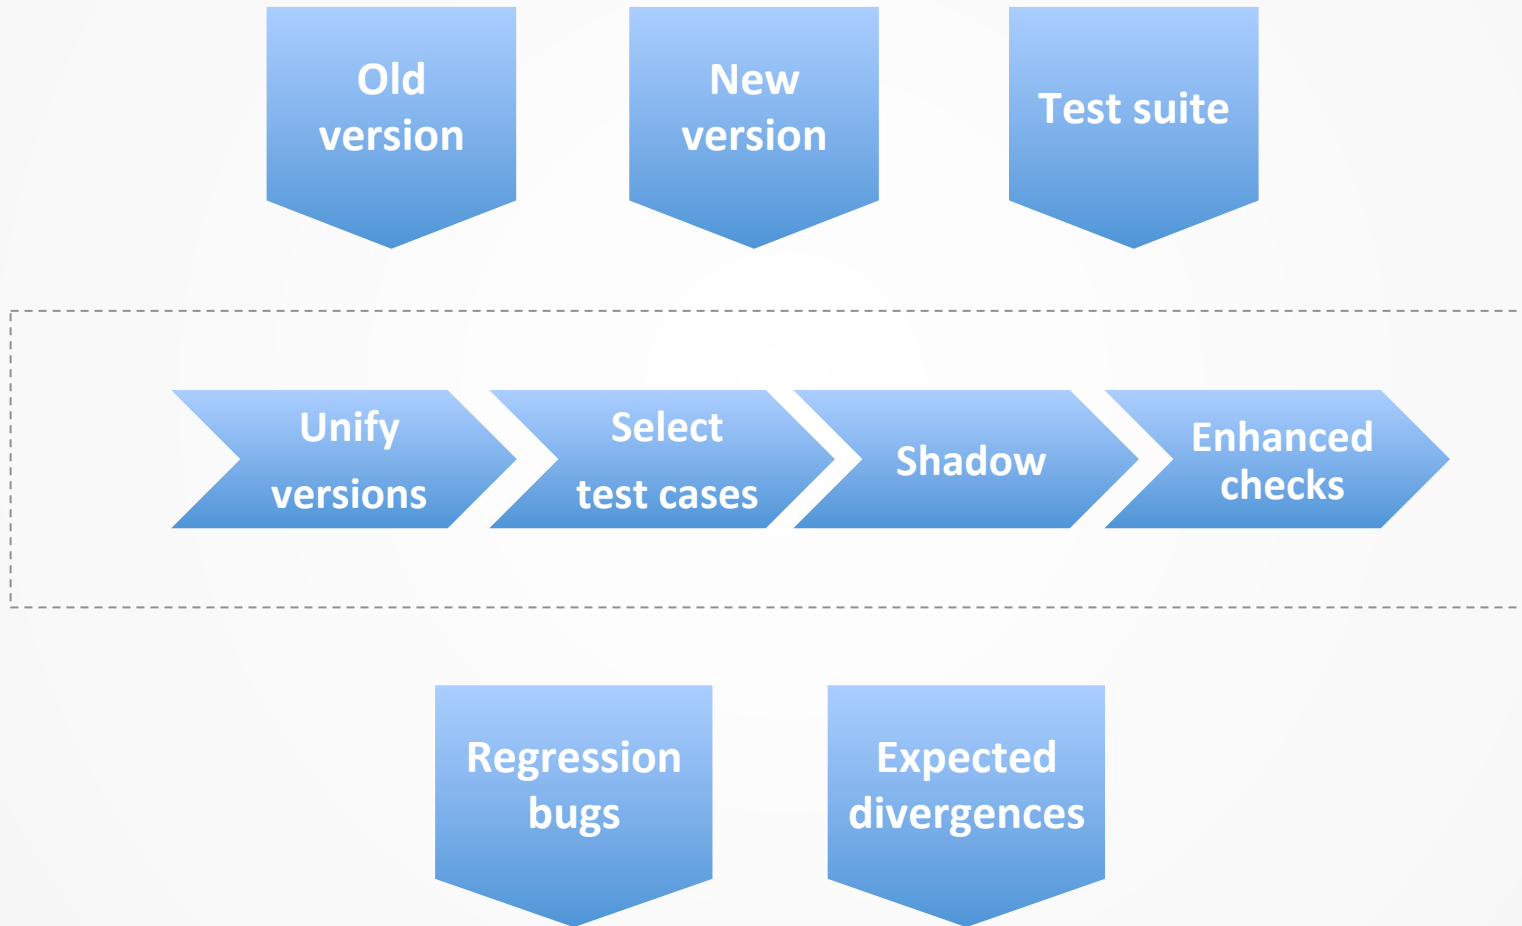 Old
version
New
version
Test suite
Unify
versions
Select
test cases
Shadow
Enhanced
checks
Regression
bugs
Expected
divergences